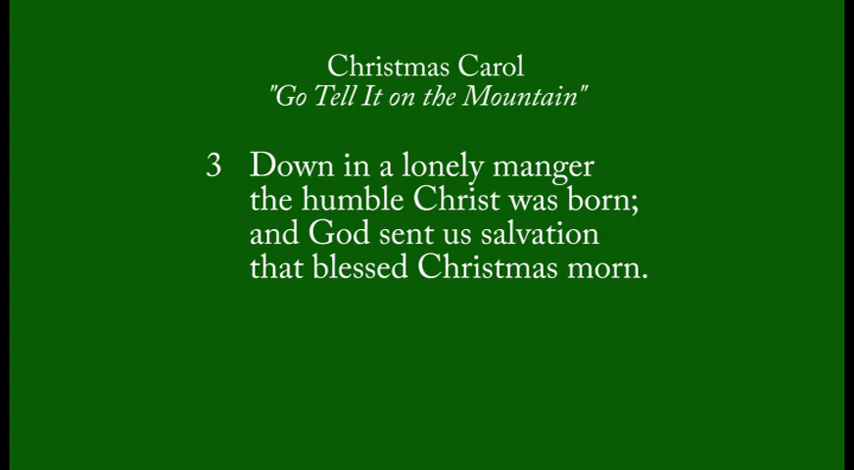 Christmas Carol
"Go Tell It on the Mountain"
3 Down in a lonely manger
the humble Christ was born;
and God sent us salvation
that blessed Christmas morn.